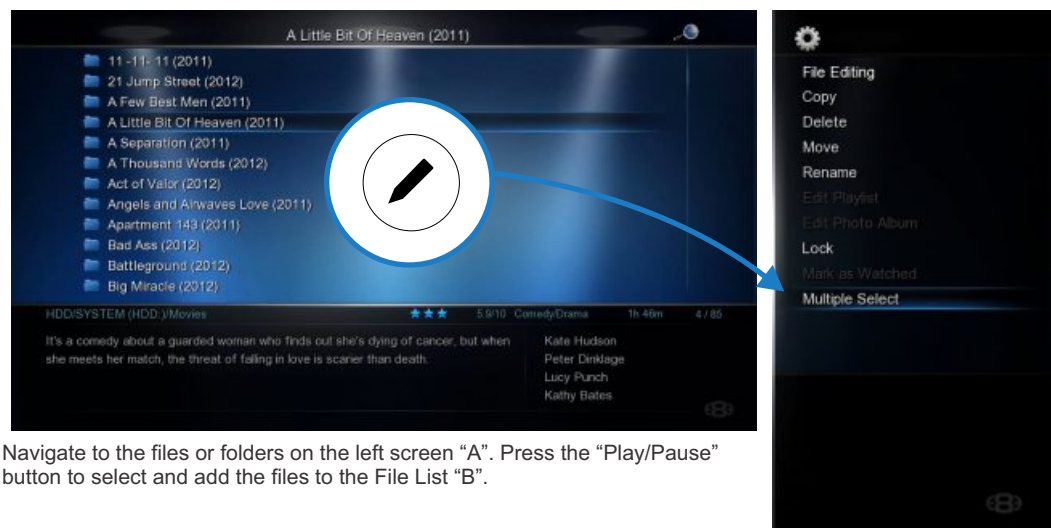 A Little Bit Of Heaven (2011)
11 -11- 11 (2011)
21 Jump Street (2012)
A Few Best Men (2011)
A Little Bit Of Heaven (2011)
A Separation (2011)
A Thousand Words (2012)
Act of Valor (2012)
Angels and Airwaves Love (2011)
Apartment 143 (2011)
Bad Ass (2012)
Battleground (2012)
Big Miracle (2012)
HDD/SYSTEM (HDD:)/Movies 5.9/10 Comedy/Drama 1h 46m 4 / 85
It's a comedy about a guarded woman who finds out she's dying of cancer, but when
she meets her match, the threat of falling in love is scarier than death.
Kate Hudson
Peter Dinklage
Lucy Punch
Kathy Bates
File Editing
Copy
Delete
Move
Rename
Edit Playlist
Edit Photo Album
Lock
Mark as Watched
Multiple Select
Navigate to the files or folders on the left screen “A”. Press the “Play/Pause”
button to select and add the files to the File List “B”.